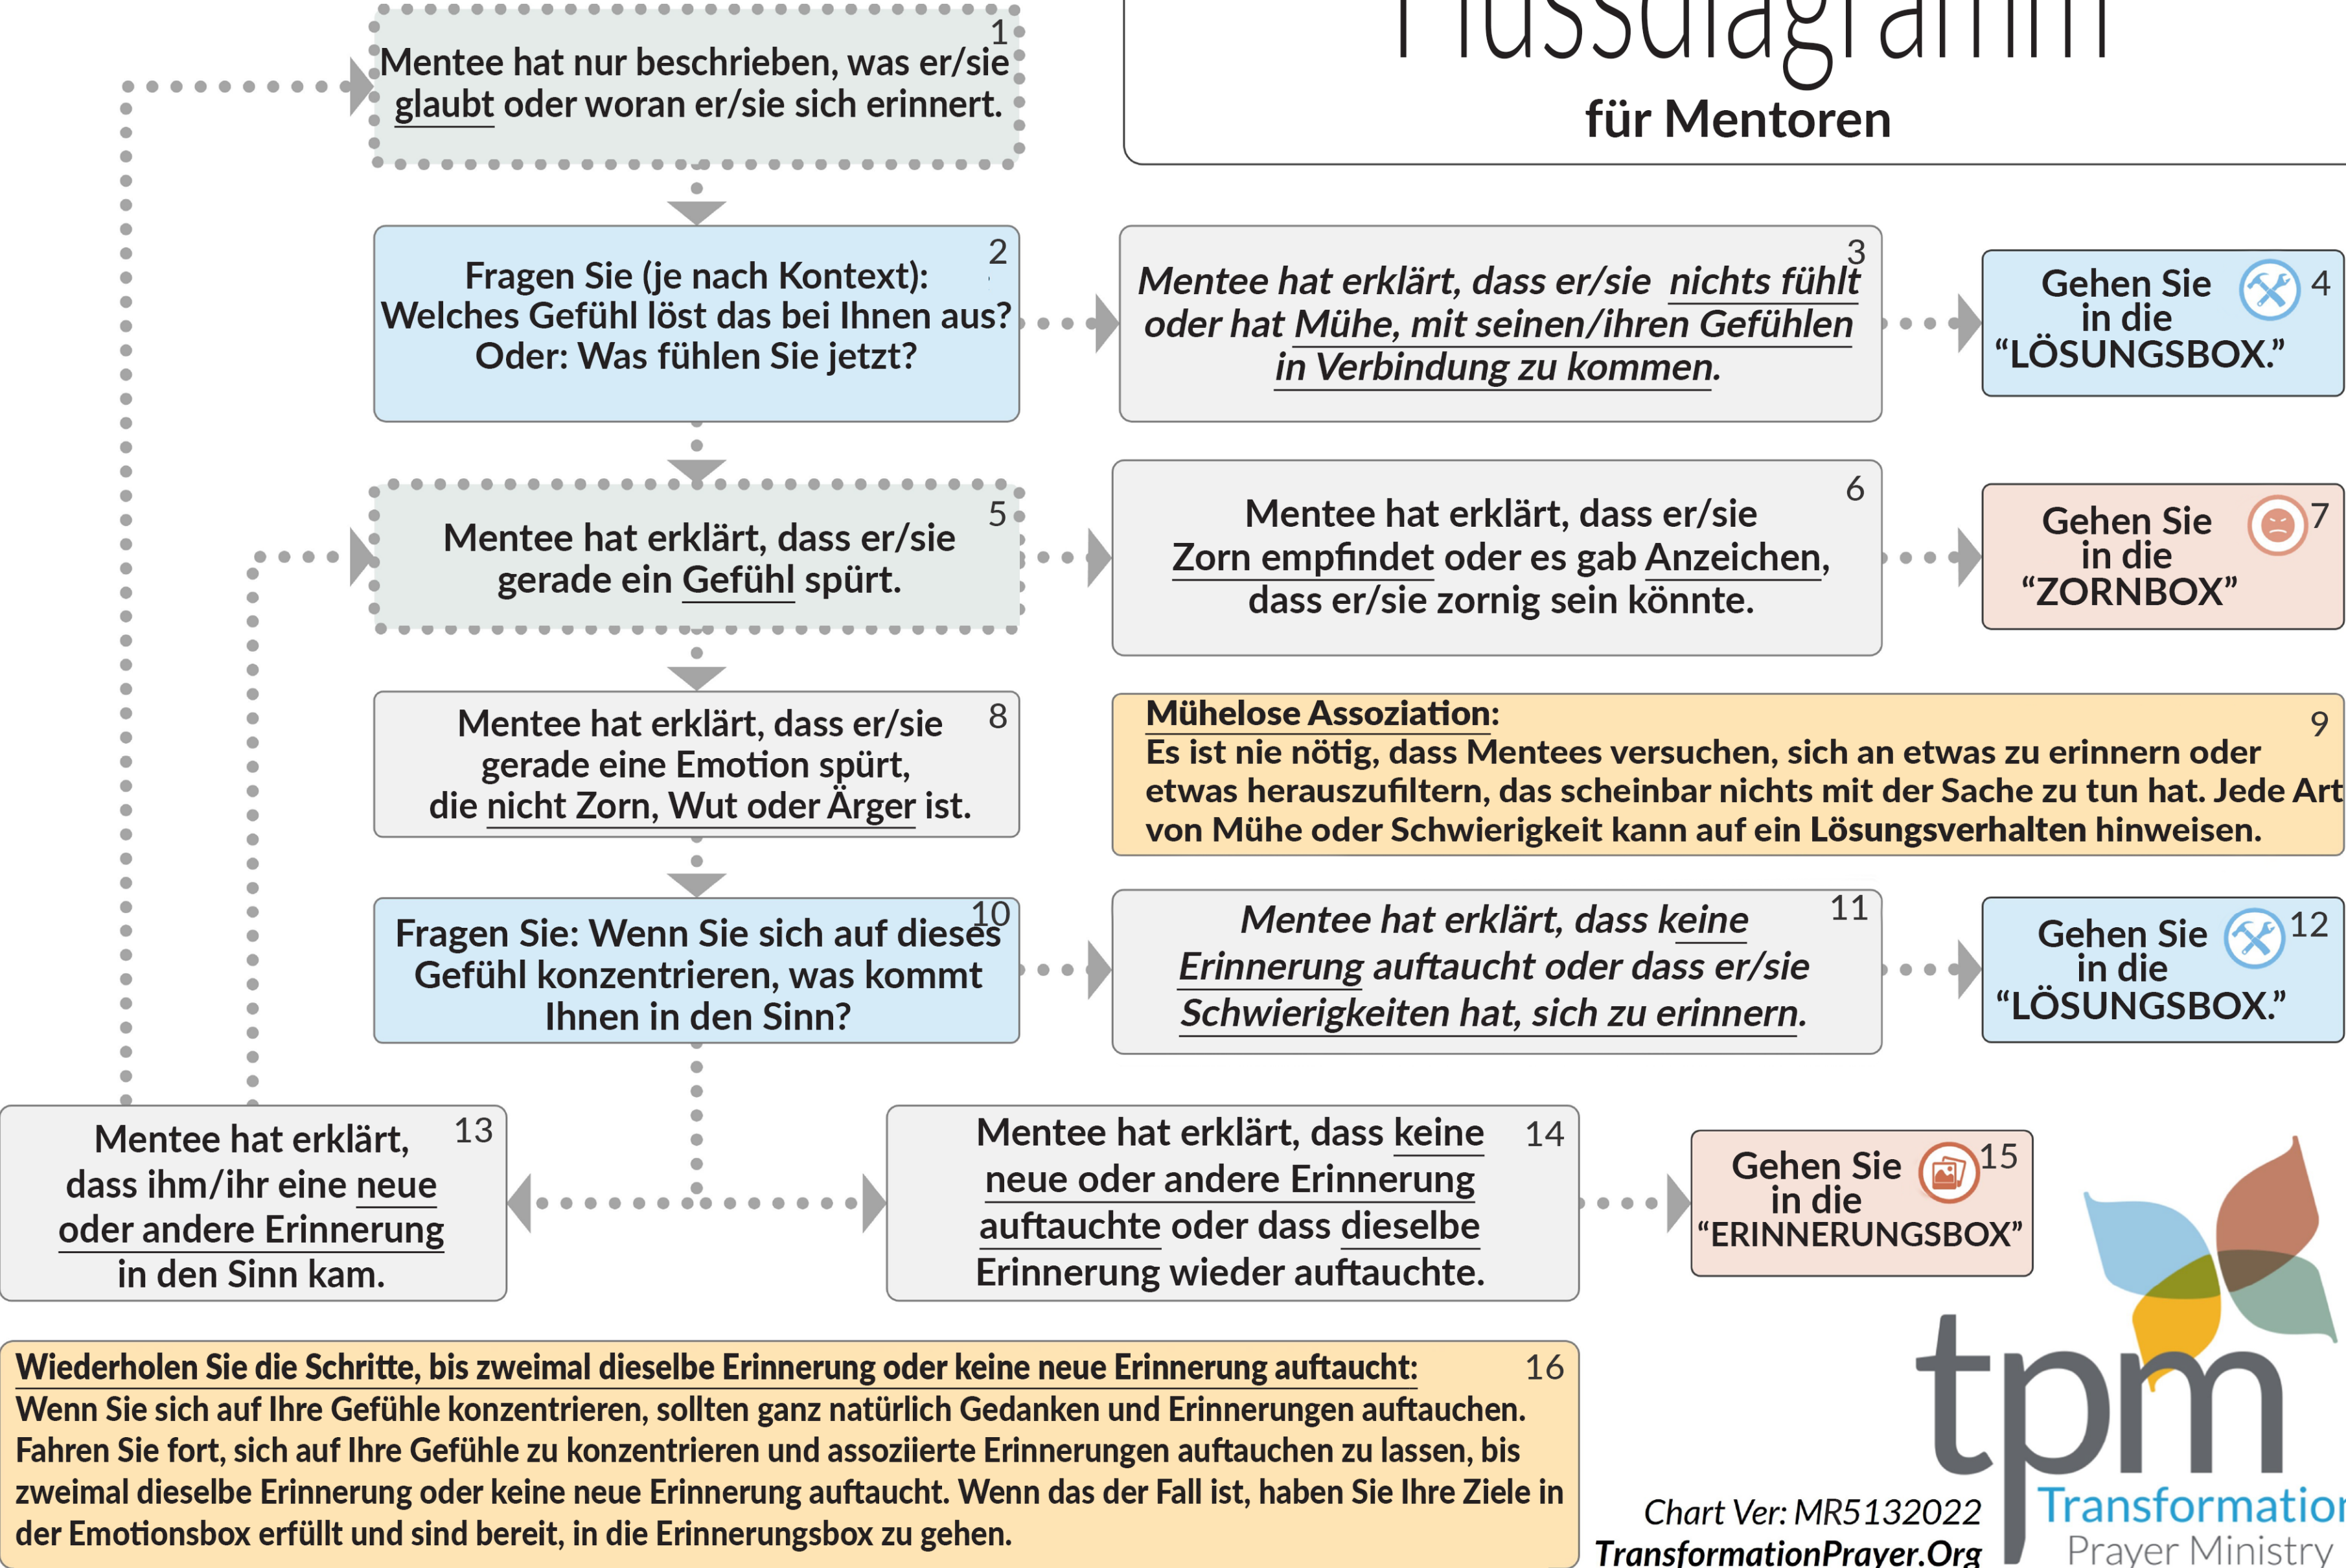 Flussdiagramm
für Mentoren
1
Mentee hat nur beschrieben, was er/sie
glaubt oder woran er/sie sich erinnert.
2
Fragen Sie (je nach Kontext):
Welches Gefühl löst das bei Ihnen aus?
Oder: Was fühlen Sie jetzt?
3
Mentee hat erklärt, dass er/sie nichts fühlt
oder hat Mühe, mit seinen/ihren Gefühlen
in Verbindung zu kommen.
4
Gehen Sie
in die
“LÖSUNGSBOX.”
5
Mentee hat erklärt, dass er/sie
gerade ein Gefühl spürt.
6
Mentee hat erklärt, dass er/sie
Zorn empfindet oder es gab Anzeichen,
dass er/sie zornig sein könnte.
7
Gehen Sie
in die
“ZORNBOX”
8
Mentee hat erklärt, dass er/sie
gerade eine Emotion spürt,
die nicht Zorn, Wut oder Ärger ist.
9
Mühelose Assoziation:
Es ist nie nötig, dass Mentees versuchen, sich an etwas zu erinnern oder
etwas herauszufiltern, das scheinbar nichts mit der Sache zu tun hat. Jede Art
von Mühe oder Schwierigkeit kann auf ein Lösungsverhalten hinweisen.
10
Fragen Sie: Wenn Sie sich auf dieses
Gefühl konzentrieren, was kommt
Ihnen in den Sinn?
11
Mentee hat erklärt, dass keine
Erinnerung auftaucht oder dass er/sie
Schwierigkeiten hat, sich zu erinnern.
12
Gehen Sie
in die
“LÖSUNGSBOX.”
13
Mentee hat erklärt,
dass ihm/ihr eine neue
oder andere Erinnerung
in den Sinn kam.
14
Mentee hat erklärt, dass keine
neue oder andere Erinnerung
auftauchte oder dass dieselbe
Erinnerung wieder auftauchte.
15
Gehen Sie
in die
“ERINNERUNGSBOX”
16
Wiederholen Sie die Schritte, bis zweimal dieselbe Erinnerung oder keine neue Erinnerung auftaucht:
Wenn Sie sich auf Ihre Gefühle konzentrieren, sollten ganz natürlich Gedanken und Erinnerungen auftauchen.
Fahren Sie fort, sich auf Ihre Gefühle zu konzentrieren und assoziierte Erinnerungen auftauchen zu lassen, bis
zweimal dieselbe Erinnerung oder keine neue Erinnerung auftaucht. Wenn das der Fall ist, haben Sie Ihre Ziele in
der Emotionsbox erfüllt und sind bereit, in die Erinnerungsbox zu gehen.
Chart Ver: MR5132022
TransformationPrayer.Org
tpm
Transformation
Prayer Ministry